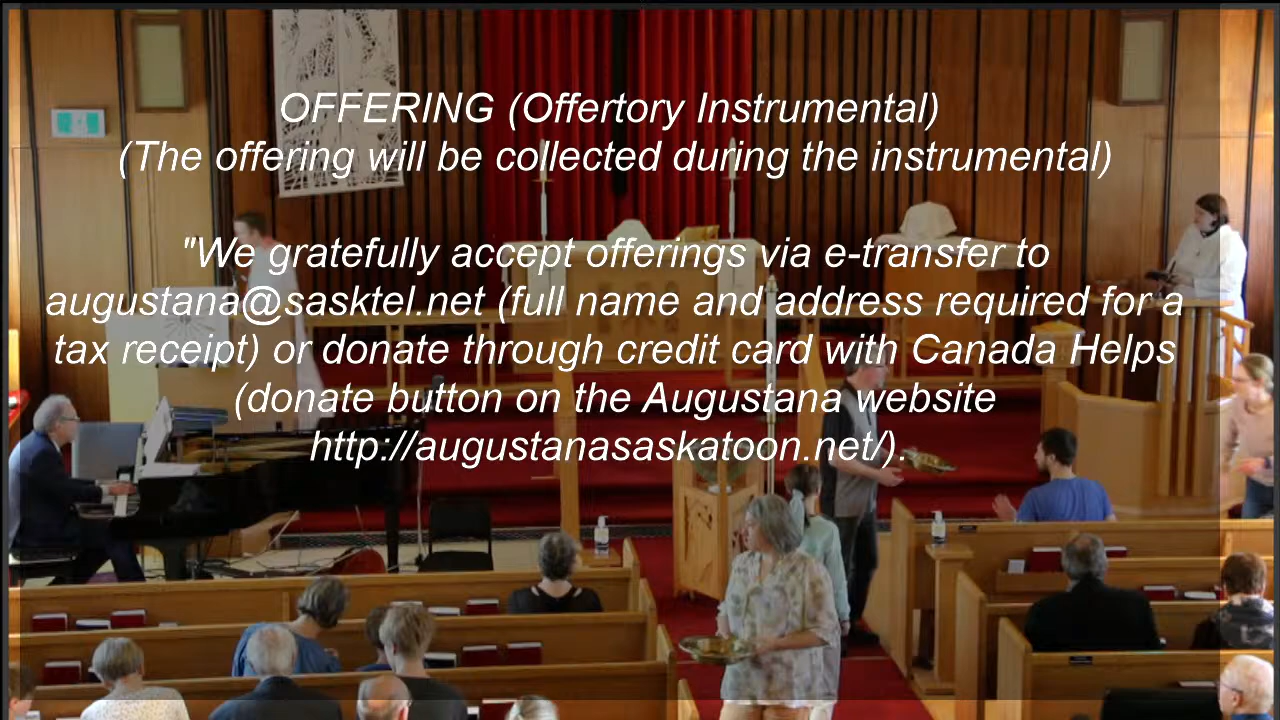 OFFERING (Offertory Instrumental)
(The offering will be collected during the instrumental)
"We gratefully accept offerings via e-transfer to
augustana@sasktel.net (full name and address required for a
tax receipt) or donate through credit card with Canada Helps
(donate button on the Augustana website
http://augustanasaskatoon.net/).